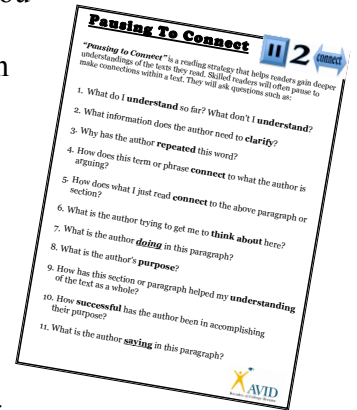 ou
n
Pausing To Connect
2
connect
"Pausing to Connect" is a reading strategy that helps readers gain deeper
understandings of the texts they read. Skilled readers will often pause to
make connections within a text. They will ask questions such as:
1. What do I understand so far? What don't I understand?
2. What information does the author need to clarify?
3. Why has the author repeated this word?
4. How does this term or phrase connect to what the author is
arguing?
5. How does what I just read connect to the above paragraph or
section?
6. What is the author trying to get me to think about here?
7. What is the author doing in this paragraph?
8. What is the author's purpose?
9. How has this section or paragraph helped my understanding
of the text as a whole?
10. How successful has the author been in accomplishing
their purpose?
11. What is the author saying in this paragraph?
AVID